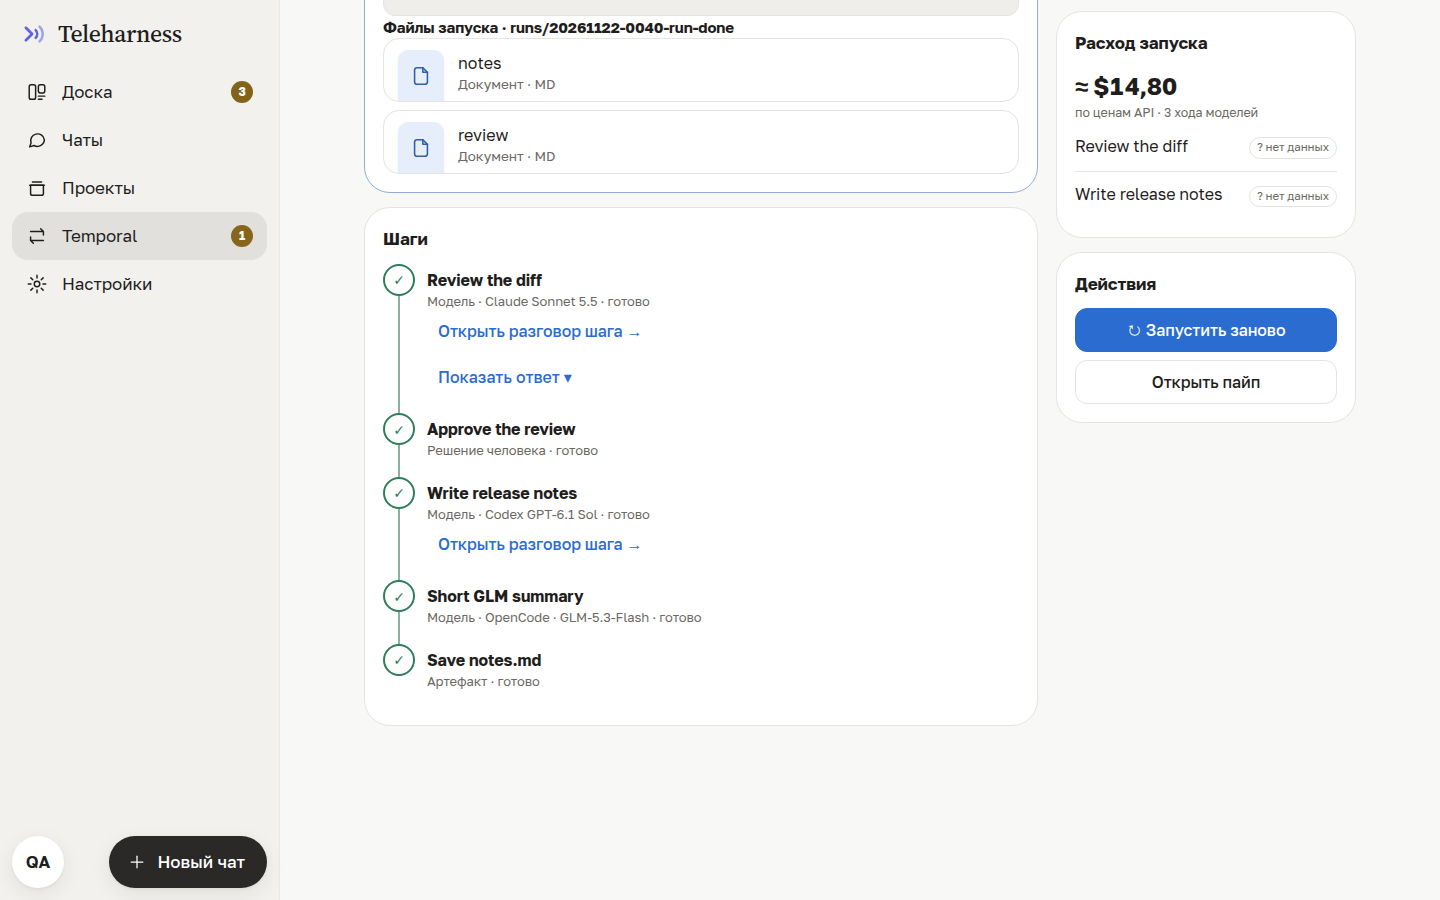 Teleharness
Доска 3
Чаты
Проекты
Temporal 1
Настройки
QA
+ Новый чат
Файлы запуска · runs/20261122-0040-run-done
notes
Документ · MD
review
Документ · MD
Шаги
✓ Review the diff
Модель · Claude Sonnet 5.5 · готово
Открыть разговор шага →
Показать ответ ▾
✓ Approve the review
Решение человека · готово
✓ Write release notes
Модель · Codex GPT-6.1 Sol · готово
Открыть разговор шага →
✓ Short GLM summary
Модель · OpenCode · GLM-5.3-Flash · готово
✓ Save notes.md
Артефакт · готово
Расход запуска
≈ $14,80
по ценам API · 3 хода моделей
Review the diff ? нет данных
Write release notes ? нет данных
Действия
↻ Запустить заново
Открыть пайп